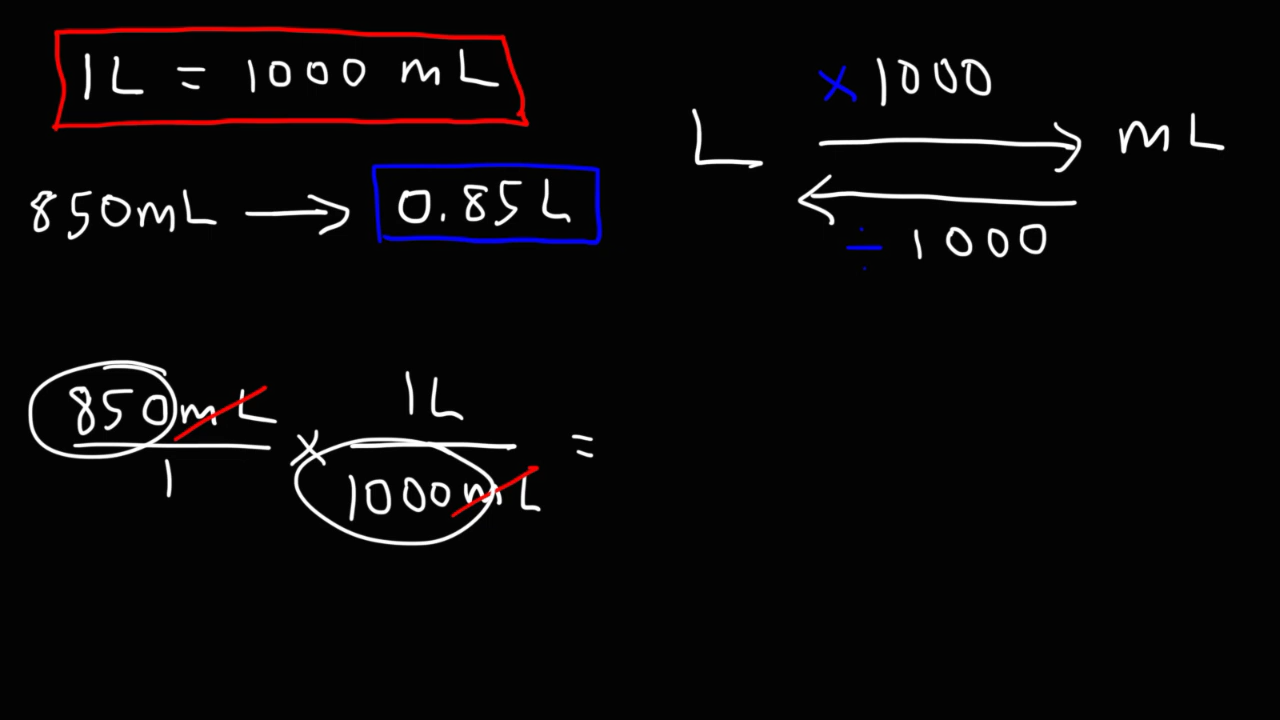 1L = 1000 mL
850mL → 0.85L
x 1000
L → mL
←
÷ 1000
850mL / 1 x 1L / 1000mL =